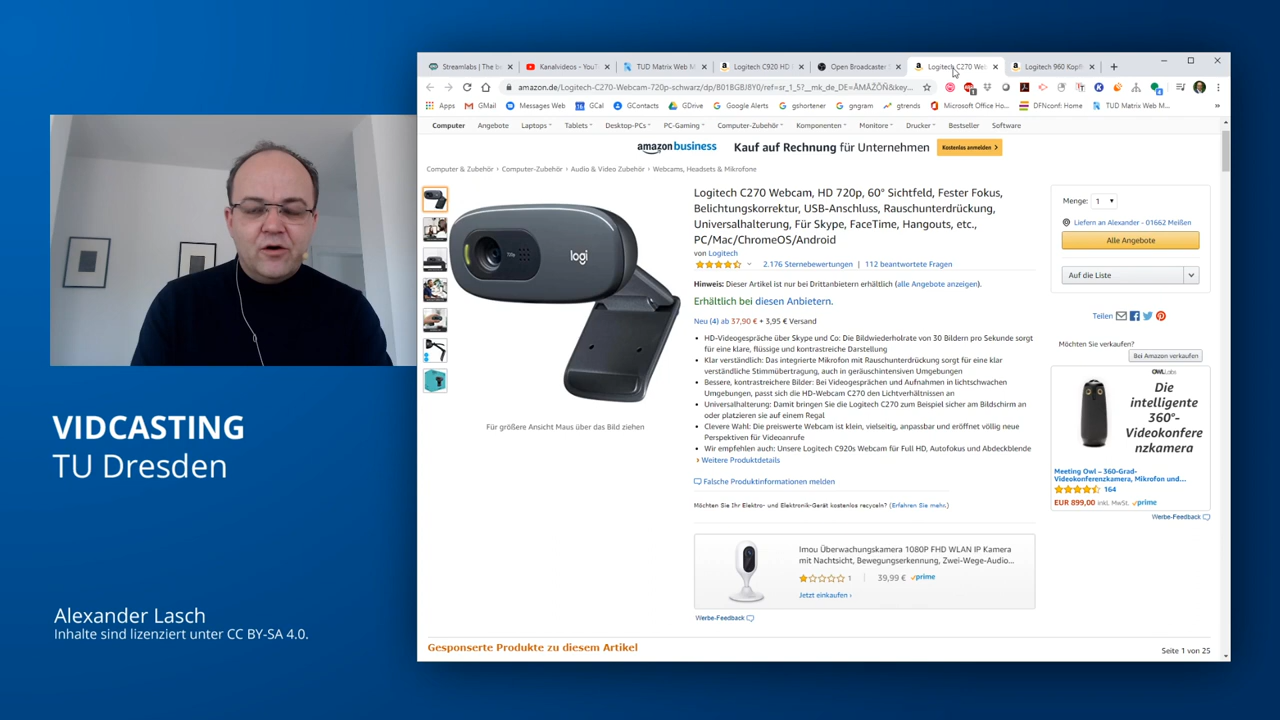 Streamlabs | The b
Kanalvideos - You
TUD Matrix Web M
Logitech C920 HD
Open Broadcaster
Logitech C270 Web
Logitech 960 Kopf
amazon.de/Logitech-C270-Webcam-720p-schwarz/dp/B01BGBJ8Y0/ref=sr_1_5?__mk_de_DE=ÅMÅŽÕÑ&key...
Apps
GMail
Messages Web
GCal
GContacts
GDrive
Google Alerts
gshortener
gngram
gtrends
Microsoft Office Ho...
DFNconf: Home
TUD Matrix Web M...
Computer
Angebote
Laptops
Tablets
Desktop-PCs
PC-Gaming
Computer-Zubehör
Komponenten
Monitore
Drucker
Bestseller
Software
amazon business
Kauf auf Rechnung für Unternehmen
Kostenlos anmelden
Computer & Zubehör › Computer-Zubehör › Audio & Video Zubehör › Webcams, Headsets & Mikrofone
logi
Für größere Ansicht Maus über das Bild ziehen
Logitech C270 Webcam, HD 720p, 60° Sichtfeld, Fester Fokus,
Belichtungskorrektur, USB-Anschluss, Rauschunterdrückung,
Universalhalterung, Für Skype, FaceTime, Hangouts, etc.,
PC/Mac/ChromeOS/Android
von Logitech
2.176 Sternebewertungen | 112 beantwortete Fragen
Hinweis: Dieser Artikel ist nur bei Drittanbietern erhältlich (alle Angebote anzeigen).
Erhältlich bei diesen Anbietern.
Neu (4) ab 37,90 € + 3,95 € Versand
• HD-Videogespräche über Skype und Co: Die Bildwiederholrate von 30 Bildern pro Sekunde sorgt
für eine klare, flüssige und kontrastreiche Darstellung
• Klar verständlich: Das integrierte Mikrofon mit Rauschunterdrückung sorgt für eine klar
verständliche Stimmübertragung, auch in geräuschintensiven Umgebungen
• Bessere, kontrastreichere Bilder: Bei Videogesprächen und Aufnahmen in lichtschwachen
Umgebungen, passt sich die HD-Webcam C270 den Lichtverhältnissen an
• Universalhalterung: Damit bringen Sie die Logitech C270 zum Beispiel sicher am Bildschirm an
oder platzieren sie auf einem Regal
• Clevere Wahl: Die preiswerte Webcam ist klein, vielseitig, anpassbar und eröffnet völlig neue
Perspektiven für Videoanrufe
• Wir empfehlen auch: Unsere Logitech C920s Webcam für Full HD, Autofokus und Abdeckblende
› Weitere Produktdetails
Falsche Produktinformationen melden
Möchten Sie Ihr Elektro- und Elektronik-Gerät kostenlos recyceln? (Erfahren Sie mehr.)
Imou Überwachungskamera 1080P FHD WLAN IP Kamera
mit Nachtsicht, Bewegungserkennung, Zwei-Wege-Audio...
1 | 39,99 € prime
Jetzt einkaufen ›
Werbe-Feedback
Gesponserte Produkte zu diesem Artikel
Seite 1 von 25
Menge: 1
Liefern an Alexander - 01662 Meißen
Alle Angebote
Auf die Liste
Teilen
Möchten Sie verkaufen?
Bei Amazon verkaufen
OWL Labs
Die
intelligente
360°-
Videokonfere
nzkamera
Meeting Owl – 360-Grad-
Videokonferenzkamera, Mikrofon und...
164
EUR 899,00 inkl. MwSt. prime
Werbe-Feedback
VIDCASTING
TU Dresden
Alexander Lasch
Inhalte sind lizenziert unter CC BY-SA 4.0.